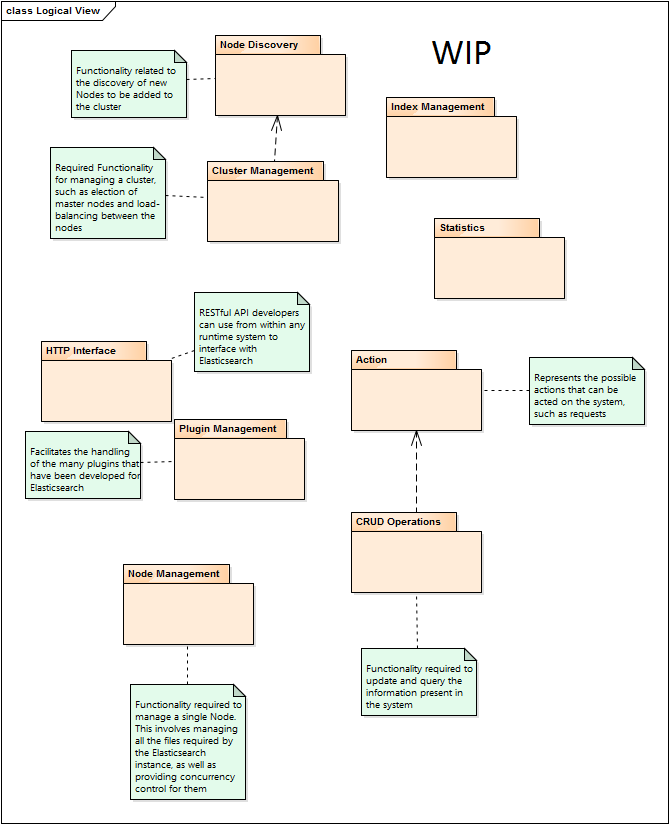 class Logical View
Node Discovery
WIP
Functionality related to
the discovery of new
Nodes to be added to
the cluster
Index Management
Required Functionality
for managing a cluster,
such as election of
master nodes and load-
balancing between the
nodes
Cluster Management
Statistics
RESTful API developers
can use from within any
runtime system to
interface with
Elasticsearch
HTTP Interface
Action
Represents the possible
actions that can be
acted on the system,
such as requests
Plugin Management
Facilitates the handling
of the many plugins that
have been developed for
Elasticsearch
CRUD Operations
Node Management
Functionality required to
update and query the
information present in
the system
Functionality required to
manage a single Node.
This involves managing
all the files required by
the Elasticsearch
instance, as well as
providing concurrency
control for them